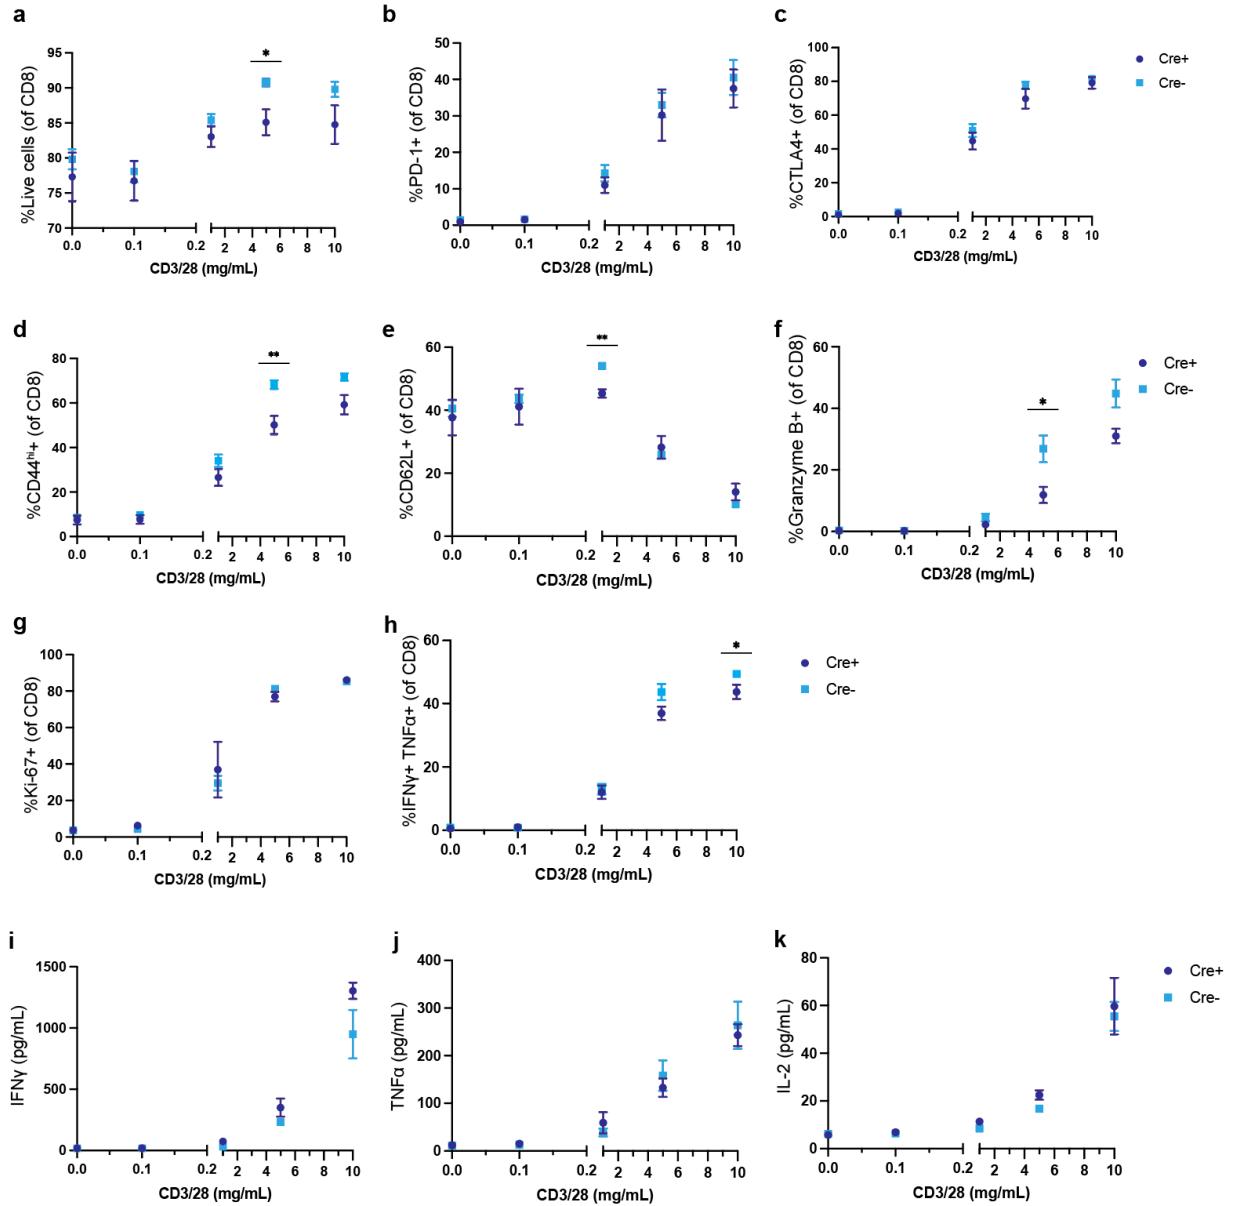 a
%Live cells (of CD8)
95
90
85
80
75
70
*
0.0 0.1 0.2 2 4 6 8 10
CD3/28 (mg/mL)
b
%PD-1+ (of CD8)
50
40
30
20
10
0
0.0 0.1 0.2 2 4 6 8 10
CD3/28 (mg/mL)
c
%CTLA4+ (of CD8)
100
80
60
40
20
0
0.0 0.1 0.2 2 4 6 8 10
CD3/28 (mg/mL)
Cre+
Cre-
d
%CD44hi+ (of CD8)
80
60
40
20
0
**
0.0 0.1 0.2 2 4 6 8 10
CD3/28 (mg/mL)
e
%CD62L+ (of CD8)
60
40
20
0
**
0.0 0.1 0.2 2 4 6 8 10
CD3/28 (mg/mL)
f
%Granzyme B+ (of CD8)
60
40
20
0
*
0.0 0.1 0.2 4 6 8 10
CD3/28 (mg/mL)
Cre+
Cre-
g
%Ki-67+ (of CD8)
100
80
60
40
20
0
0.0 0.1 0.2 2 4 6 8 10
CD3/28 (mg/mL)
h
%IFNγ+ TNFα+ (of CD8)
60
40
20
0
*
0.0 0.1 0.2 2 4 6 8 10
CD3/28 (mg/mL)
Cre+
Cre-
i
IFNγ (pg/mL)
1500
1000
500
0
0.0 0.1 0.2 2 4 6 8 10
CD3/28 (mg/mL)
j
TNFα (pg/mL)
400
300
200
100
0
0.0 0.1 0.2 2 4 6 8 10
CD3/28 (mg/mL)
k
IL-2 (pg/mL)
80
60
40
20
0
0.0 0.1 0.2 2 4 6 8 10
CD3/28 (mg/mL)
Cre+
Cre-